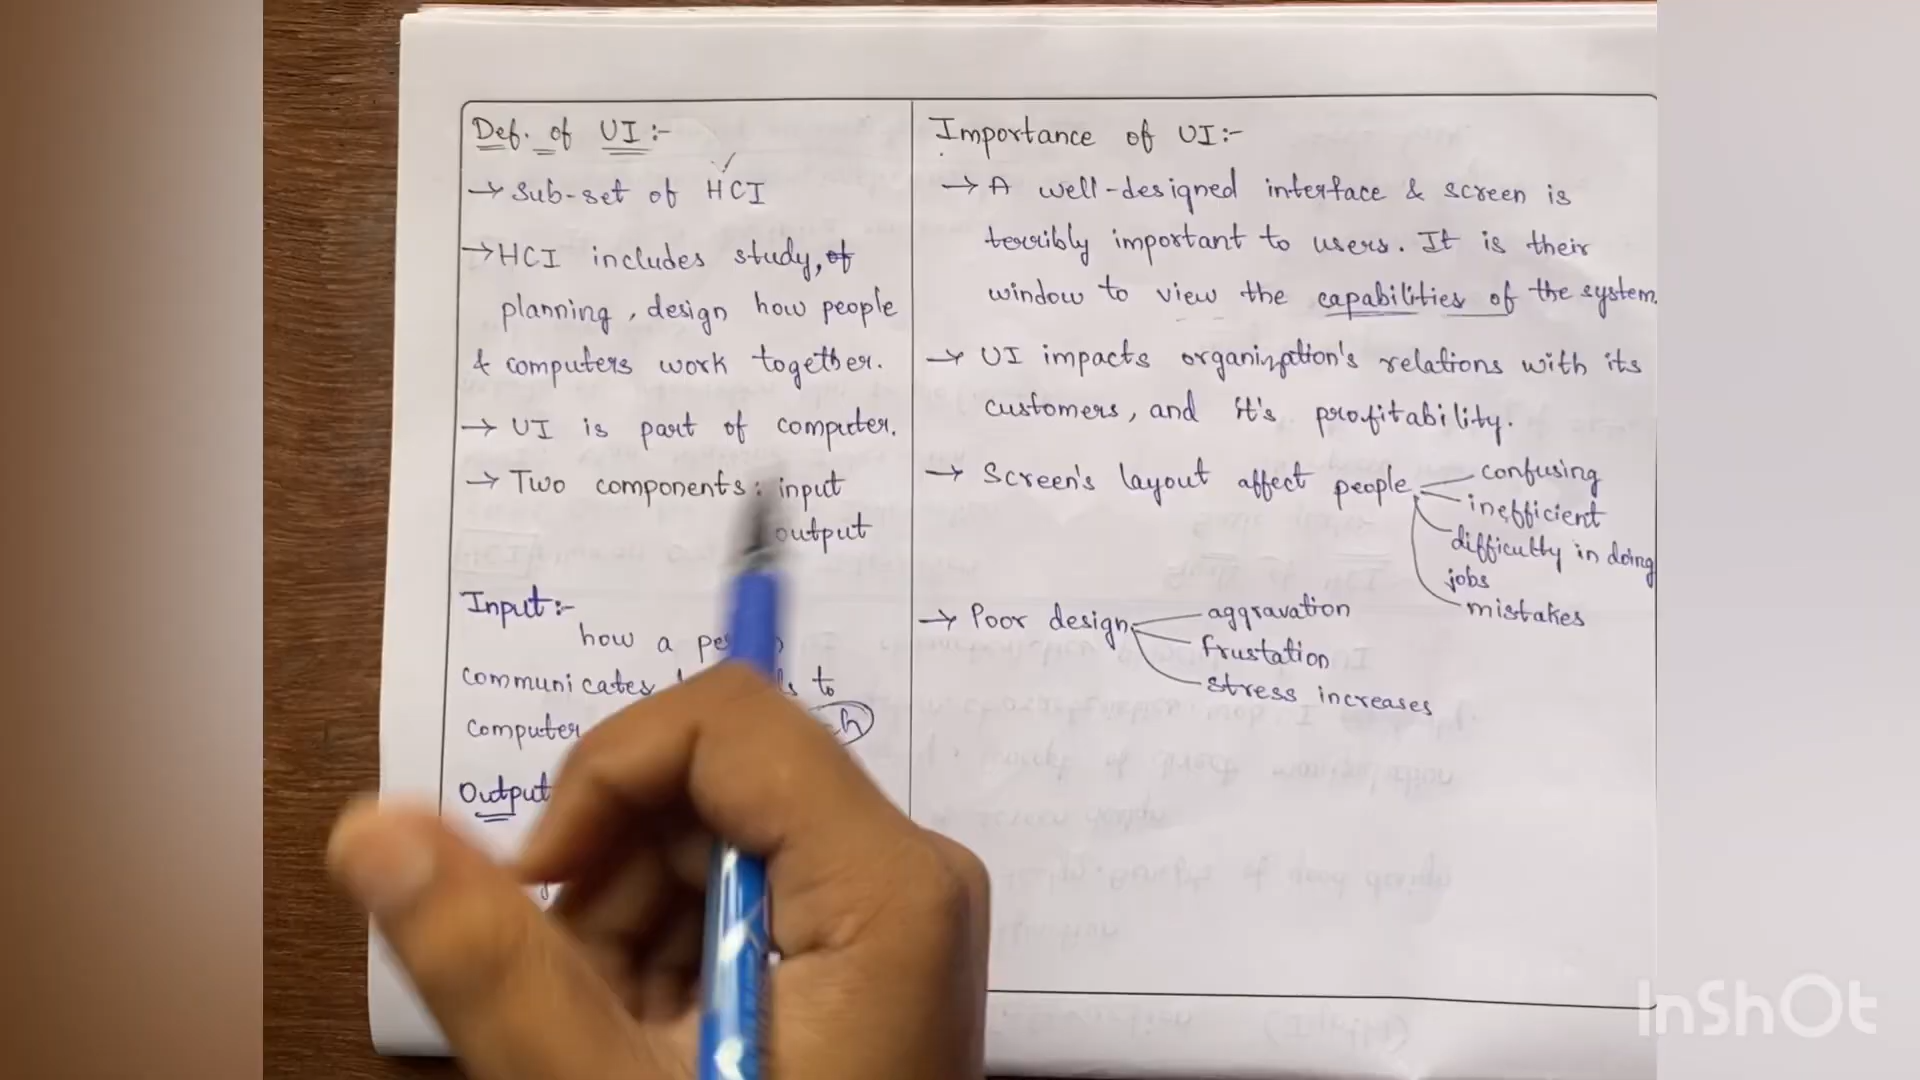 Def. of UI:-
→ Sub-set of HCI
→ HCI includes study, of
planning, design how people
& computers work together.
→ UI is part of computer.
→ Two components: input
output
Input:-
how a
communicates to
computer
Output
Importance of UI:-
→ A well-designed interface & screen is
terribly important to users. It is their
window to view the capabilities of the system.
→ UI impacts organization's relations with its
customers, and it's profitability.
→ Screen's layout affect people
confusing
inefficient
difficulty in doing
jobs
mistakes
→ Poor design
aggravation
frustation
stress increases
InShOt